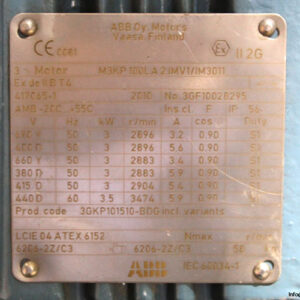 ABB Oy, Motors
Vaasa, Finland
CE 0081 Ex II 2G
3~ Motor M3KP 100LA 2 IMV1/IM3011
Ex de IIB T4
2010 No. 3GF10028295
AMB -20C +55C Ins.cl. F IP 56
V Hz kW r/min A cos Duty
690 Y 50 3 2896 3.2 0.90 S1
400 D 50 3 2896 5.5 0.90 S1
660 Y 50 3 2883 3.4 0.90 S1
380 D 50 3 2883 5.9 0.90 S1
415 D 50 3 2904 5.4 0.90 S1
440 D 60 3.5 3474 5.9 0.90 S1
Prod code 3GKP101510-BDG incl. variants
LCIE 04 ATEX 6152 Nmax r/min
6206-2Z/C3 6206-2Z/C3 50 kg
ABB IEC 60034-1